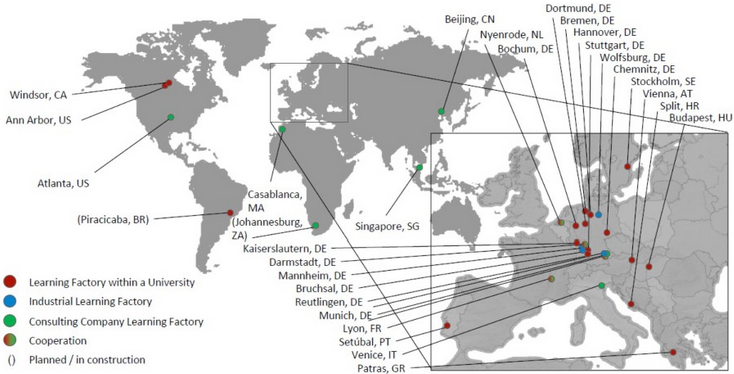 Dortmund, DE
Bremen, DE
Hannover, DE
Stuttgart, DE
Wolfsburg, DE
Chemnitz, DE
Stockholm, SE
Vienna, AT
Split, HR
Budapest, HU
Beijing, CN
Nyenrode, NL
Bochum, DE
Windsor, CA
Ann Arbor, US
Atlanta, US
(Piracicaba, BR)
Casablanca,
MA
(Johannesburg,
ZA)
Singapore, SG
Kaiserslautern, DE
Darmstadt, DE
Mannheim, DE
Bruchsal, DE
Reutlingen, DE
Munich, DE
Lyon, FR
Setúbal, PT
Venice, IT
Patras, GR
Learning Factory within a University
Industrial Learning Factory
Consulting Company Learning Factory
Cooperation
() Planned / in construction